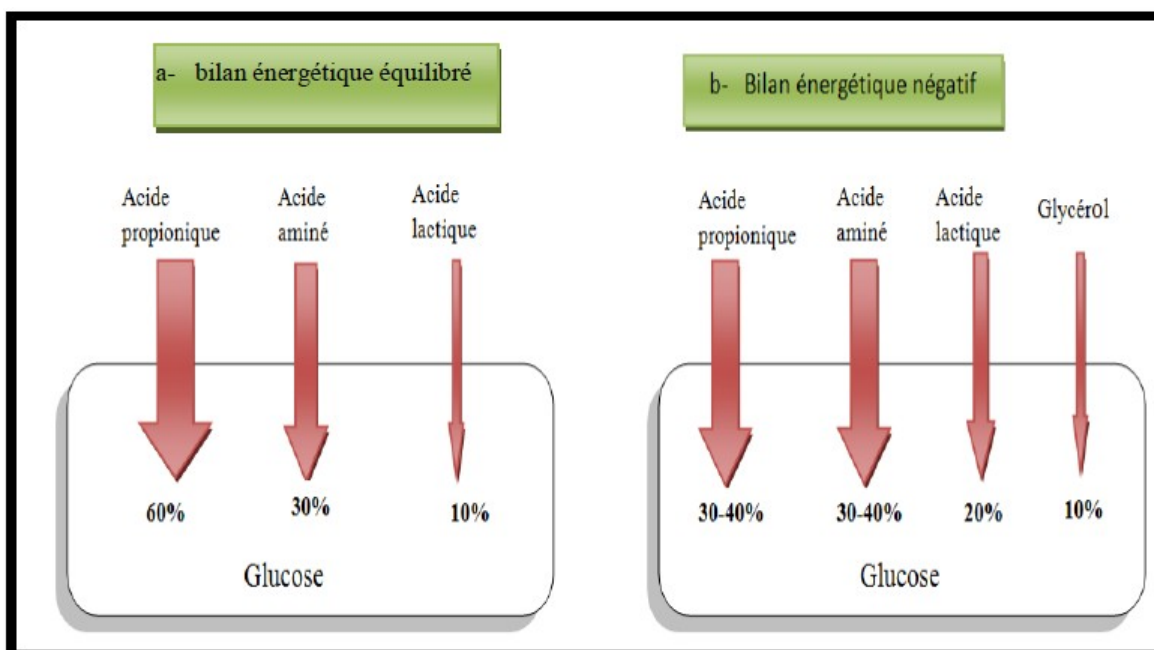 a- bilan énergétique équilibré
b- Bilan énergétique négatif
Acide
propionique
Acide
aminé
Acide
lactique
60%
30%
10%
Glucose
Acide
propionique
Acide
aminé
Acide
lactique
Glycérol
30-40%
30-40%
20%
10%
Glucose